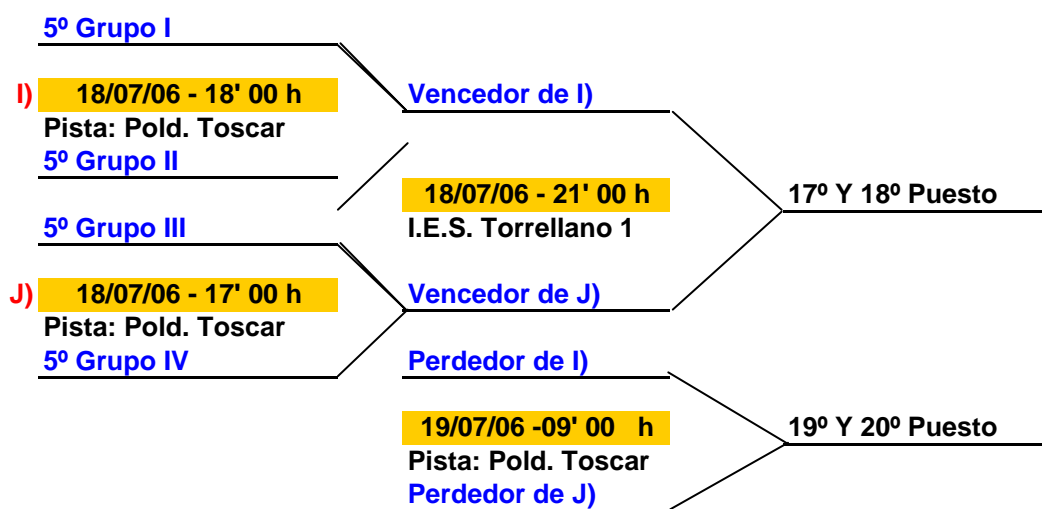 5º Grupo I
I) 18/07/06 - 18' 00 h
Pista: Pold. Toscar
5º Grupo II
5º Grupo III
J) 18/07/06 - 17' 00 h
Pista: Pold. Toscar
5º Grupo IV
Vencedor de I)
18/07/06 - 21' 00 h
I.E.S. Torrellano 1
Vencedor de J)
Perdedor de I)
19/07/06 -09' 00 h
Pista: Pold. Toscar
Perdedor de J)
17º Y 18º Puesto
19º Y 20º Puesto